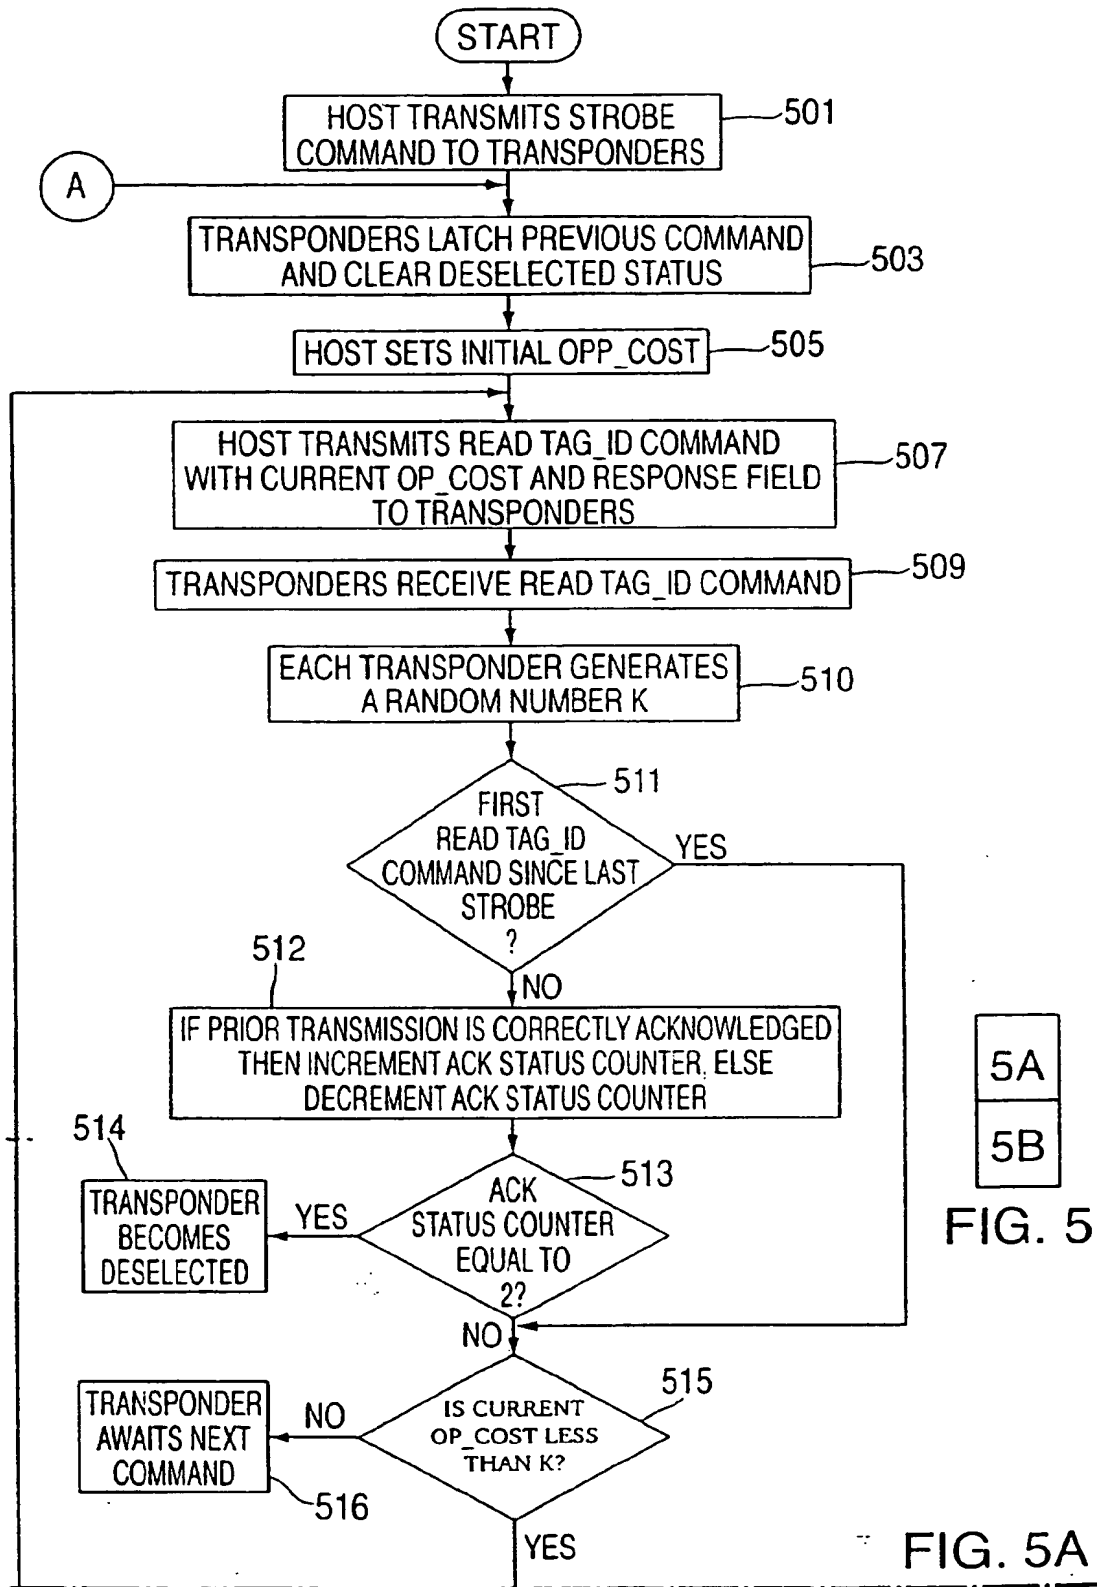 START
HOST TRANSMITS STROBE
COMMAND TO TRANSPONDERS
501
A
TRANSPONDERS LATCH PREVIOUS COMMAND
AND CLEAR DESELECTED STATUS
503
HOST SETS INITIAL OPP_COST
505
HOST TRANSMITS READ TAG_ID COMMAND
WITH CURRENT OP_COST AND RESPONSE FIELD
TO TRANSPONDERS
507
TRANSPONDERS RECEIVE READ TAG_ID COMMAND
509
EACH TRANSPONDER GENERATES
A RANDOM NUMBER K
510
511
FIRST
READ TAG_ID
COMMAND SINCE LAST
STROBE
?
YES
NO
512
IF PRIOR TRANSMISSION IS CORRECTLY ACKNOWLEDGED
THEN INCREMENT ACK STATUS COUNTER, ELSE
DECREMENT ACK STATUS COUNTER
514
TRANSPONDER
BECOMES
DESELECTED
YES
513
ACK
STATUS COUNTER
EQUAL TO
2?
NO
5A
5B
FIG. 5
TRANSPONDER
AWAITS NEXT
COMMAND
516
NO
515
IS CURRENT
OP_COST LESS
THAN K?
YES
FIG. 5A